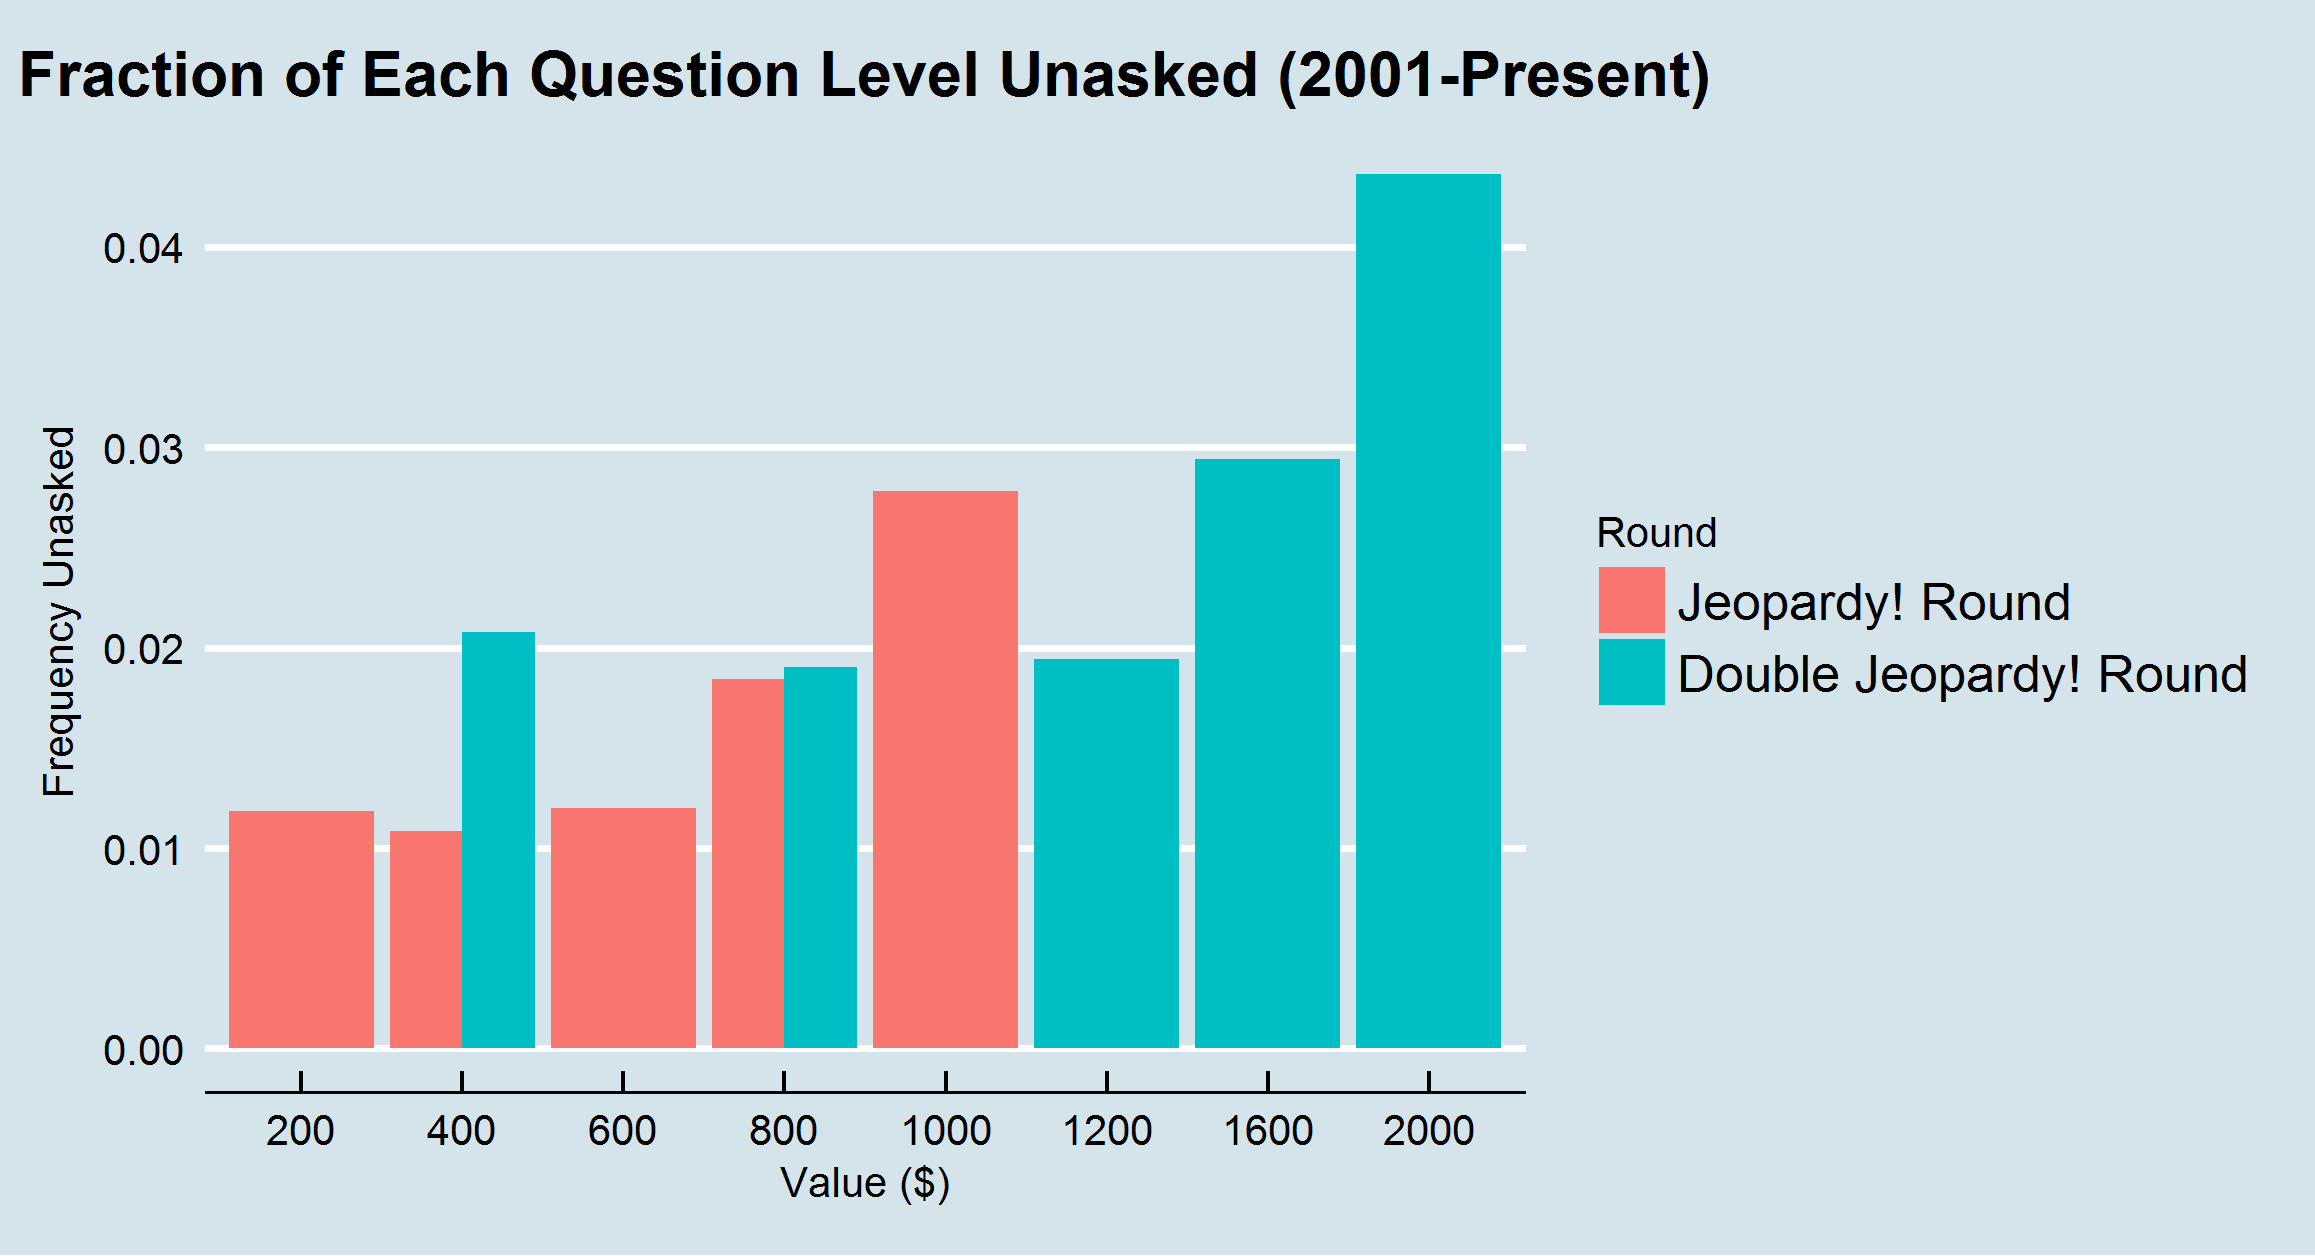 Fraction of Each Question Level Unasked (2001-Present)
Frequency Unasked
0.04
0.03
0.02
0.01
0.00
200 400 600 800 1000 1200 1600 2000
Value ($)
Round
Jeopardy! Round
Double Jeopardy! Round